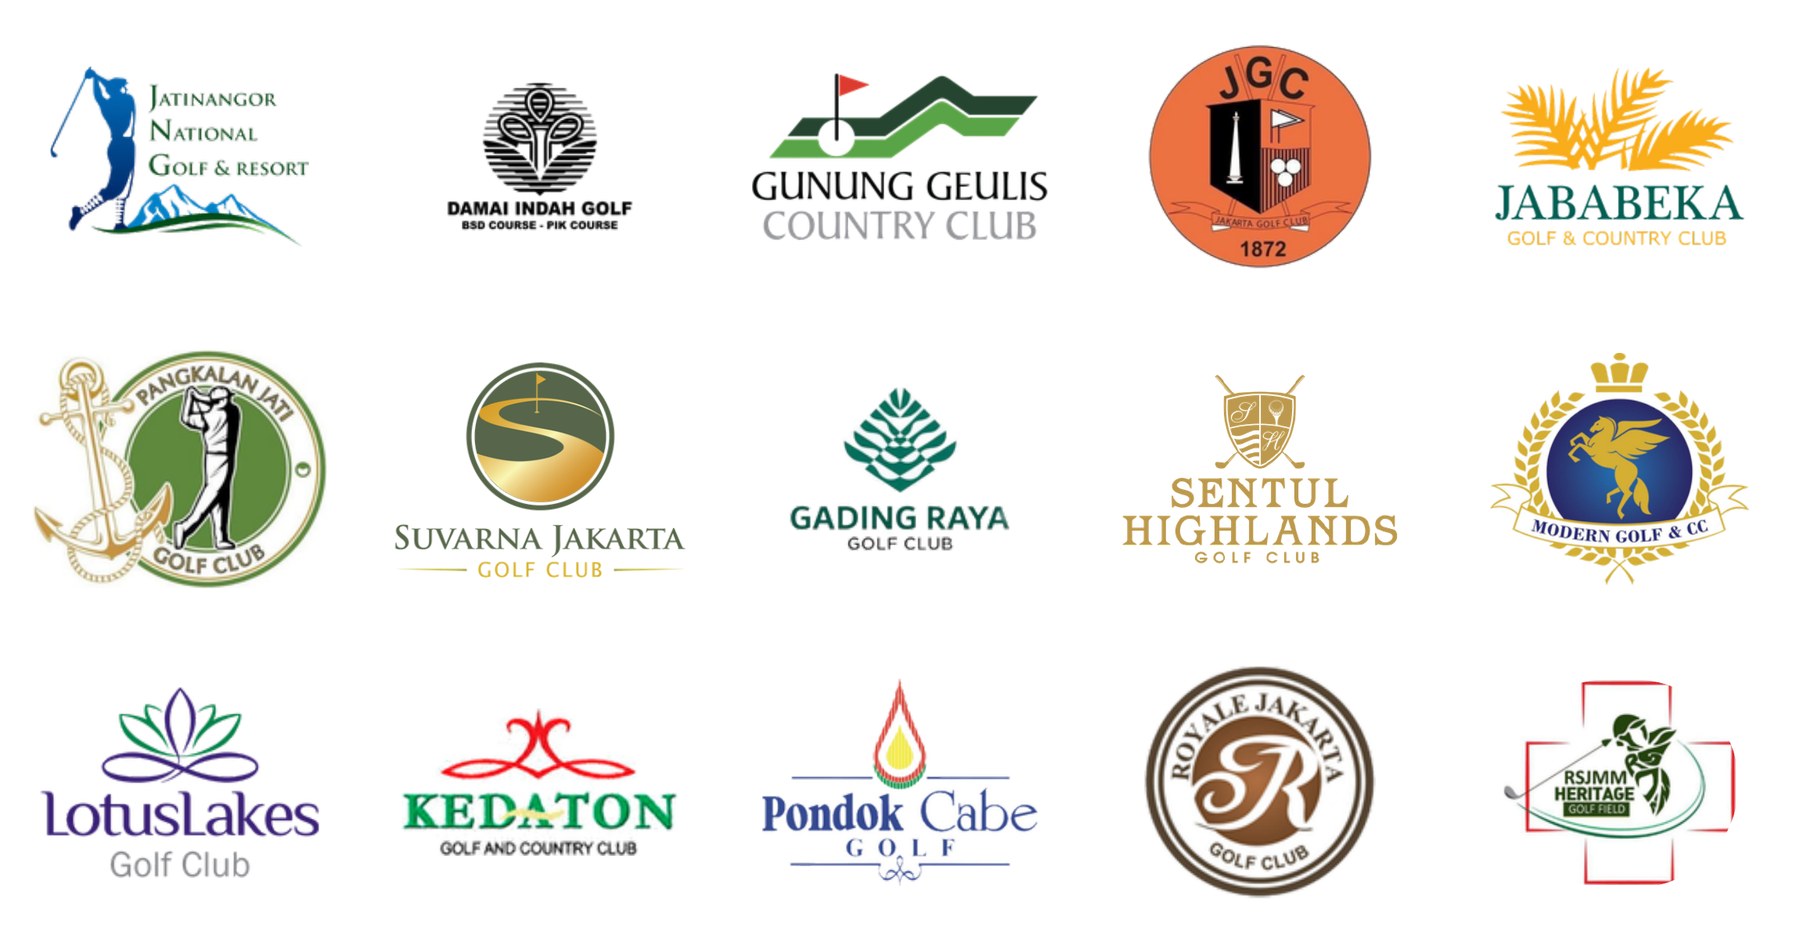 JATINANGOR
NATIONAL
GOLF & RESORT
DAMAI INDAH GOLF
BSD COURSE - PIK COURSE
GUNUNG GEULIS
COUNTRY CLUB
JGC
JAKARTA GOLF CLUB
1872
JABABEKA
GOLF & COUNTRY CLUB
PANGKALAN JATI
GOLF CLUB
SUVARNA JAKARTA
GOLF CLUB
GADING RAYA
GOLF CLUB
S
H
SENTUL
HIGHLANDS
GOLF CLUB
MODERN GOLF & CC
LOTUSLAKES
Golf Club
KEDATON
GOLF AND COUNTRY CLUB
Pondok Cabe
GOLF
ROYALE JAKARTA
R
GOLF CLUB
RSJMM
HERITAGE
GOLF FIELD